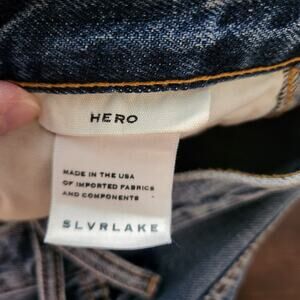 HERO
MADE IN THE USA
OF IMPORTED FABRICS
AND COMPONENTS
SLVRLAKE